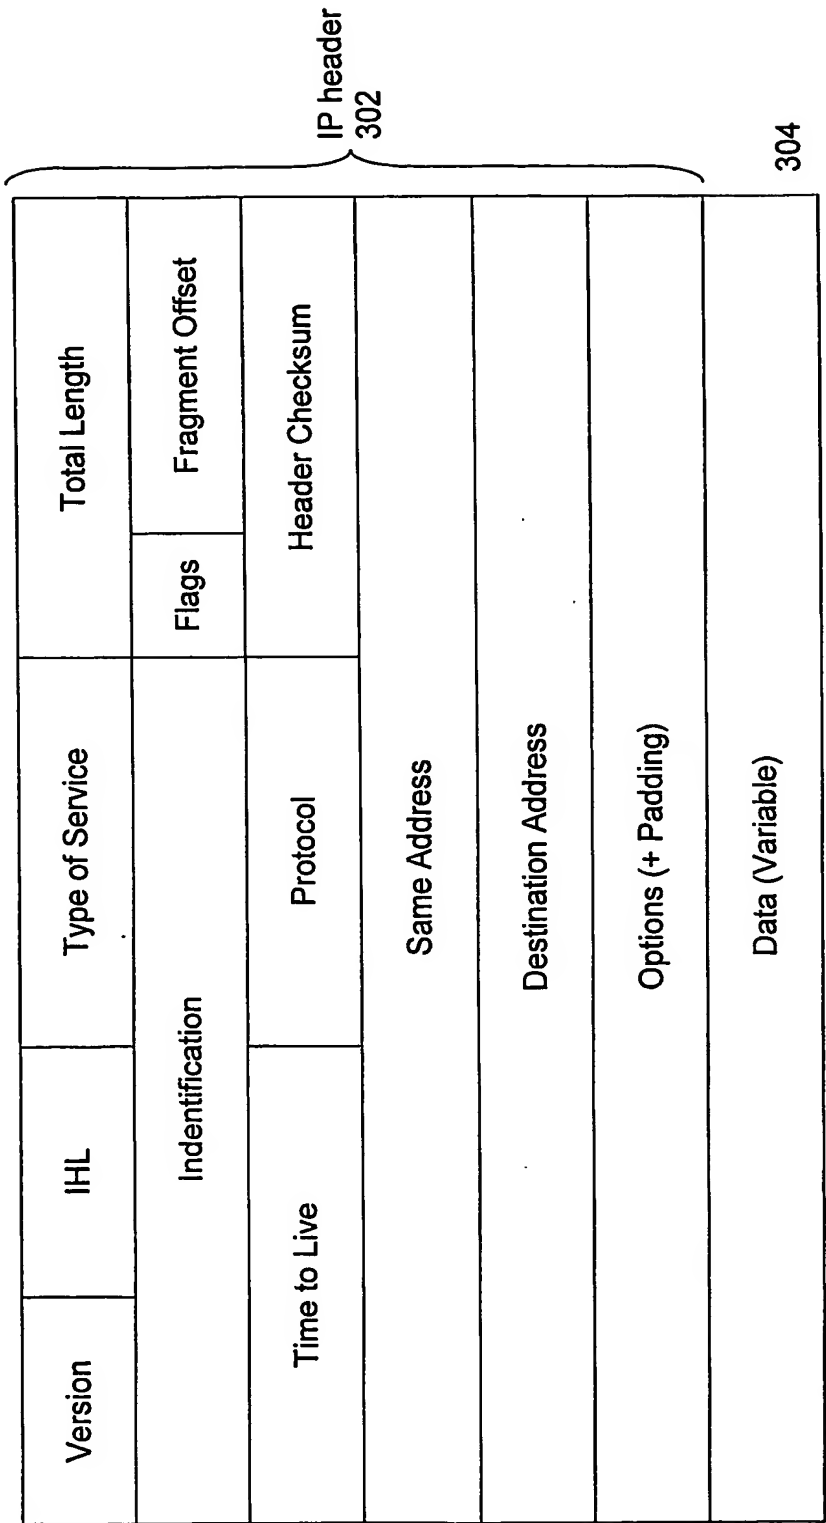 Version
IHL
Type of Service
Total Length
Indentification
Flags
Fragment Offset
Time to Live
Protocol
Header Checksum
Same Address
Destination Address
Options (+ Padding)
Data (Variable)
IP header
302
304